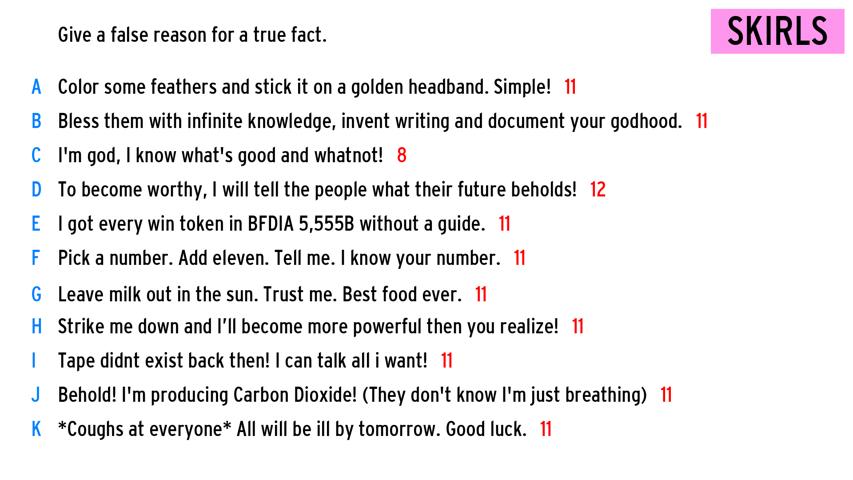 SKIRLS
Give a false reason for a true fact.
A Color some feathers and stick it on a golden headband. Simple! 11
B Bless them with infinite knowledge, invent writing and document your godhood. 11
C I'm god, I know what's good and whatnot! 8
D To become worthy, I will tell the people what their future beholds! 12
E I got every win token in BFDIA 5,555B without a guide. 11
F Pick a number. Add eleven. Tell me. I know your number. 11
G Leave milk out in the sun. Trust me. Best food ever. 11
H Strike me down and I’ll become more powerful then you realize! 11
I Tape didnt exist back then! I can talk all i want! 11
J Behold! I'm producing Carbon Dioxide! (They don't know I'm just breathing) 11
K *Coughs at everyone* All will be ill by tomorrow. Good luck. 11